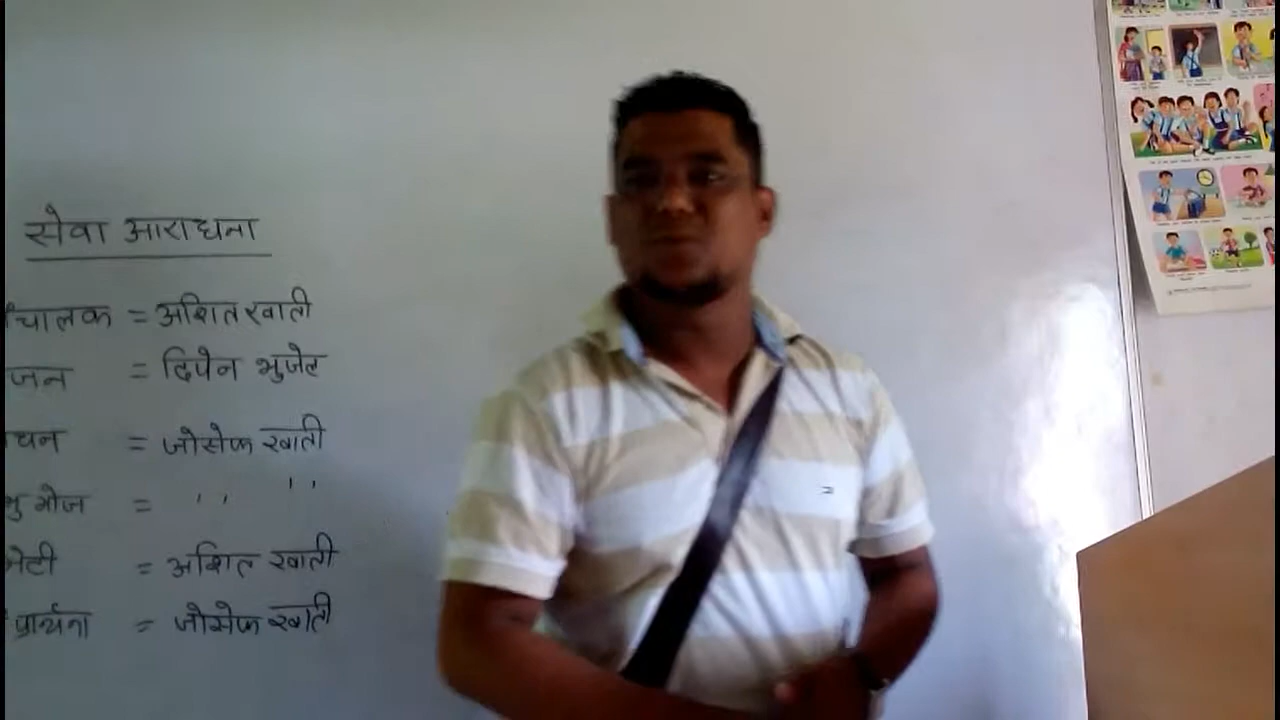 सेवा आराधना
चालक = अशित खाती
जन = दिपेन भुजेल
चन = जोसेफ खाती
भु भोज = ,, ,,
भेटी = अशित खाती
प्रार्थना = जोसेफ खाती